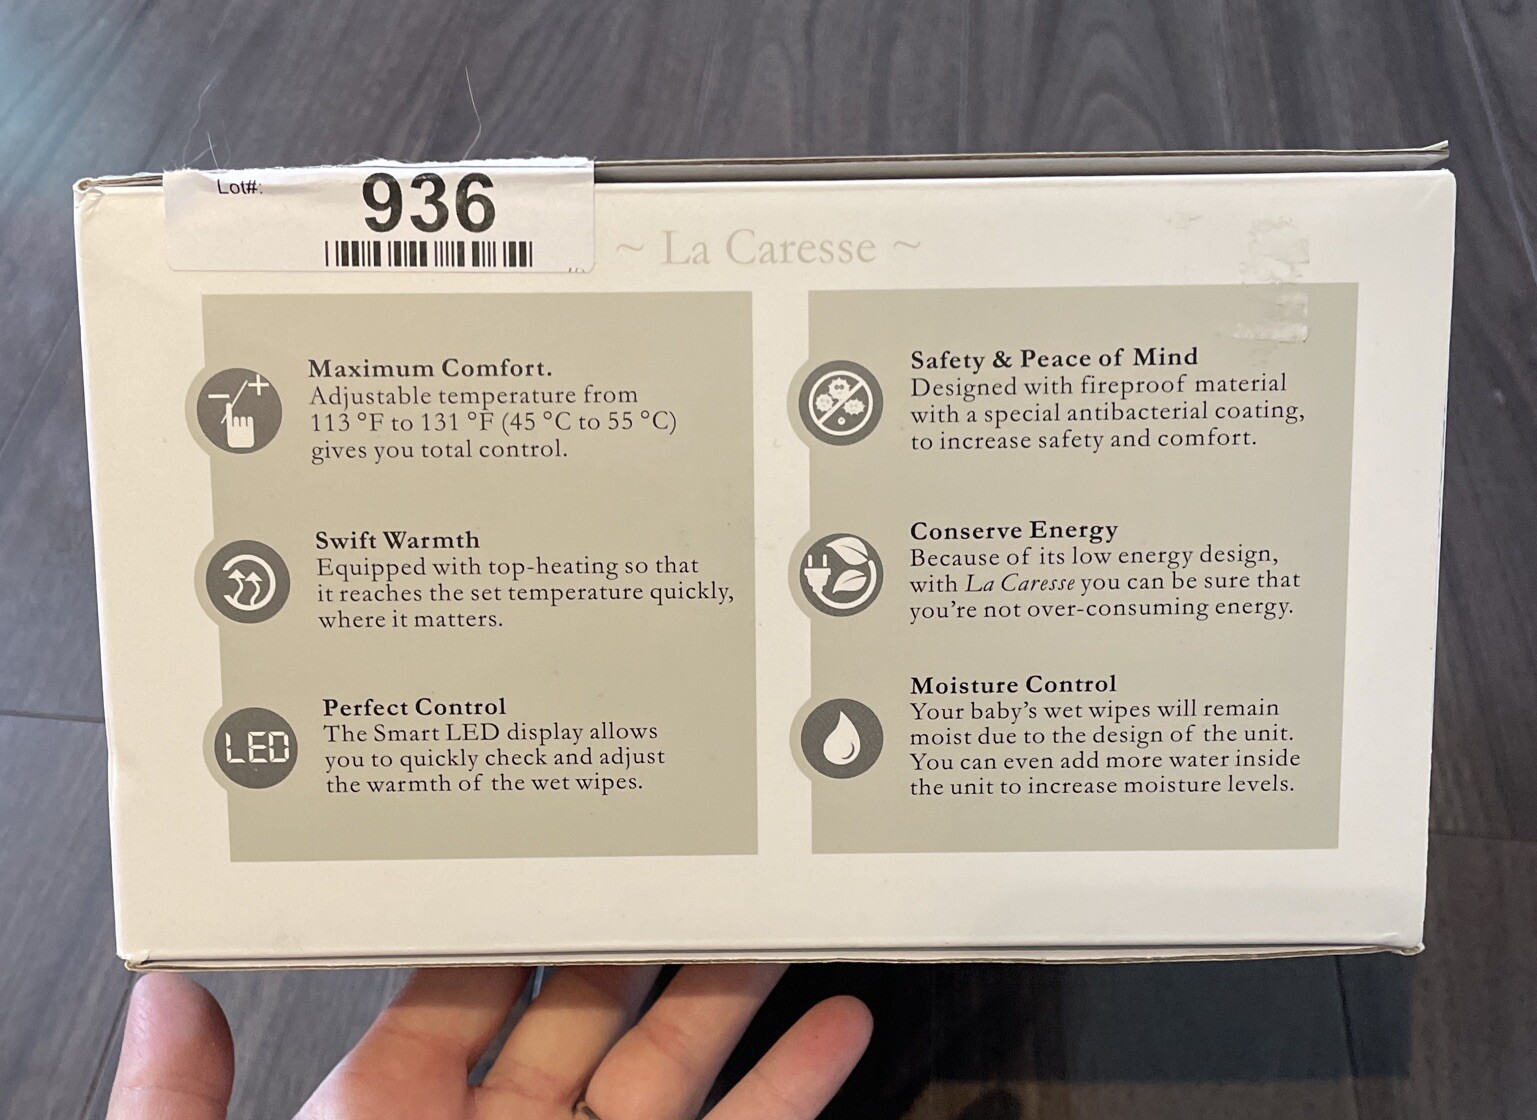 Lot#:
936
~ La Caresse ~
Maximum Comfort.
Adjustable temperature from
113 °F to 131 °F (45 °C to 55 °C)
gives you total control.
Swift Warmth
Equipped with top-heating so that
it reaches the set temperature quickly,
where it matters.
LED
Perfect Control
The Smart LED display allows
you to quickly check and adjust
the warmth of the wet wipes.
Safety & Peace of Mind
Designed with fireproof material
with a special antibacterial coating,
to increase safety and comfort.
Conserve Energy
Because of its low energy design,
with La Caresse you can be sure that
you're not over-consuming energy.
Moisture Control
Your baby's wet wipes will remain
moist due to the design of the unit.
You can even add more water inside
the unit to increase moisture levels.